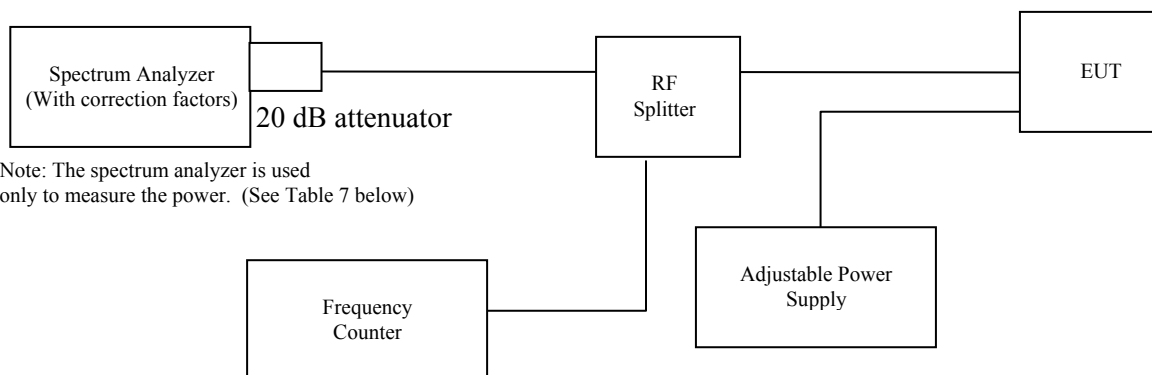 Spectrum Analyzer
(With correction factors)
20 dB attenuator
RF
Splitter
EUT
Note: The spectrum analyzer is used
only to measure the power.  (See Table 7 below)
Adjustable Power
Supply
Frequency
Counter